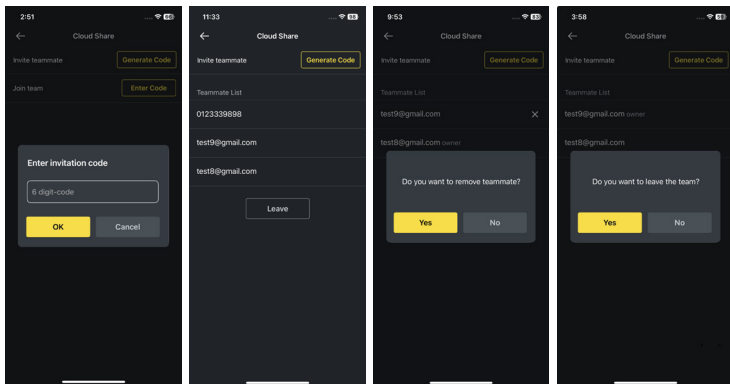 2:51
98
Cloud Share
Invite teammate
Generate Code
Join team
Enter Code
Enter invitation code
6 digit-code
OK
Cancel
11:33
98
Cloud Share
Invite teammate
Generate Code
Teammate List
0123339898
test9@gmail.com
test8@gmail.com
Leave
9:53
Cloud Share
Invite teammate
Generate Code
Teammate List
test9@gmail.com
test8@gmail.com owner
Do you want to remove teammate?
Yes
No
3:58
Cloud Share
Invite teammate
Generate Code
Teammate List
test9@gmail.com owner
test8@gmail.com
Do you want to leave the team?
Yes
No